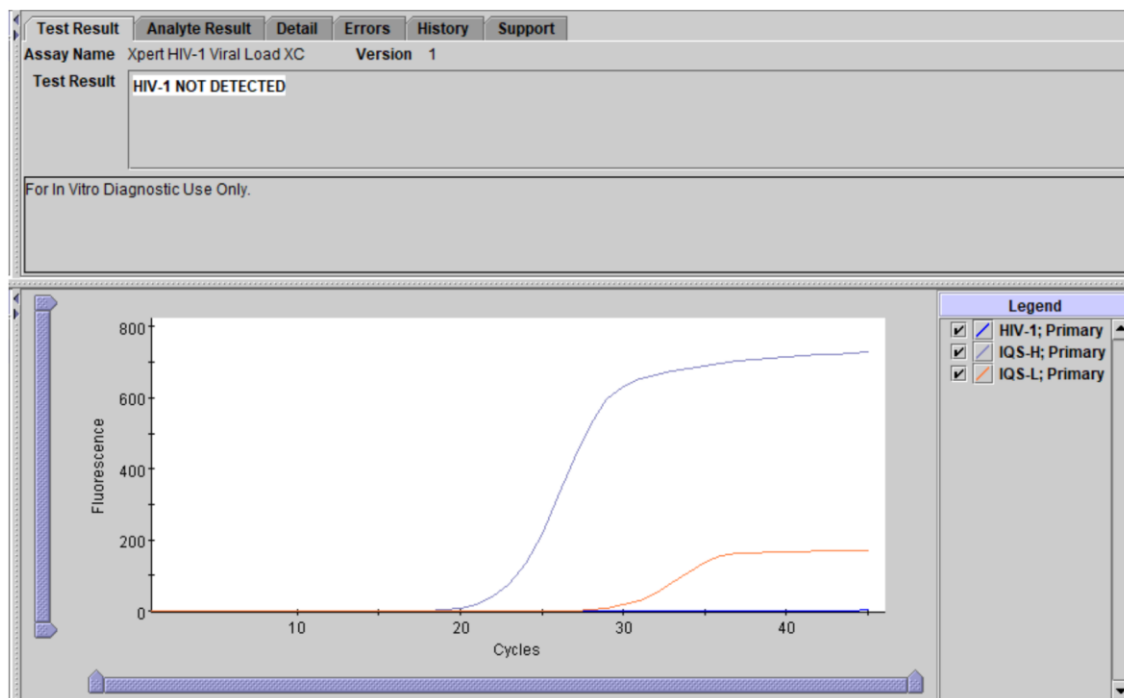 Test Result Analyte Result Detail Errors History Support
Assay Name Xpert HIV-1 Viral Load XC Version 1
Test Result HIV-1 NOT DETECTED
For In Vitro Diagnostic Use Only.
Legend
HIV-1; Primary
IQS-H; Primary
IQS-L; Primary
800
600
400
200
0
Fluorescence
10 20 30 40
Cycles